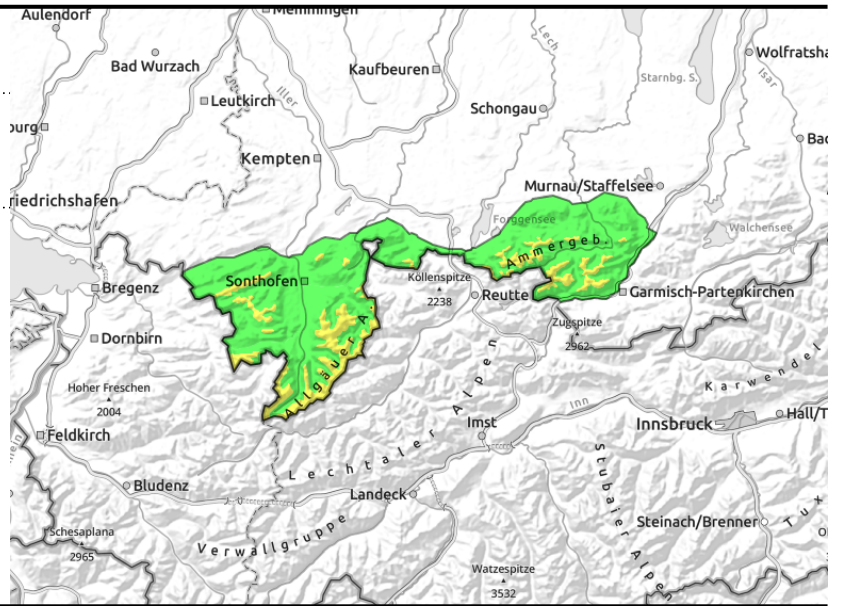 Memmingen
Aulendorf
Bad Wurzach
Kaufbeuren
Lech
Wolfratsha
Starnbg. S.
Isar
Leutkirch
Iller
Schongau
burg
Bad
Kempten
Murnau/Staffelsee
riedrichshafen
Forggensee
Walchensee
Ammergeb.
Sonthofen
Köllenspitze
2238
Bregenz
Reutte
Garmisch-Partenkirchen
Zugspitze
2962
Dornbirn
Allgäuer A.
Karwendel
Hoher Freschen
2004
Lechtaler Alpen
Inn
Imst
Innsbruck
Hall/T
Feldkirch
Stubaier Alpen
Bludenz
Landeck
Verwallgruppe
Steinach/Brenner
Tux
Schesaplana
2965
Watzespitze
3532